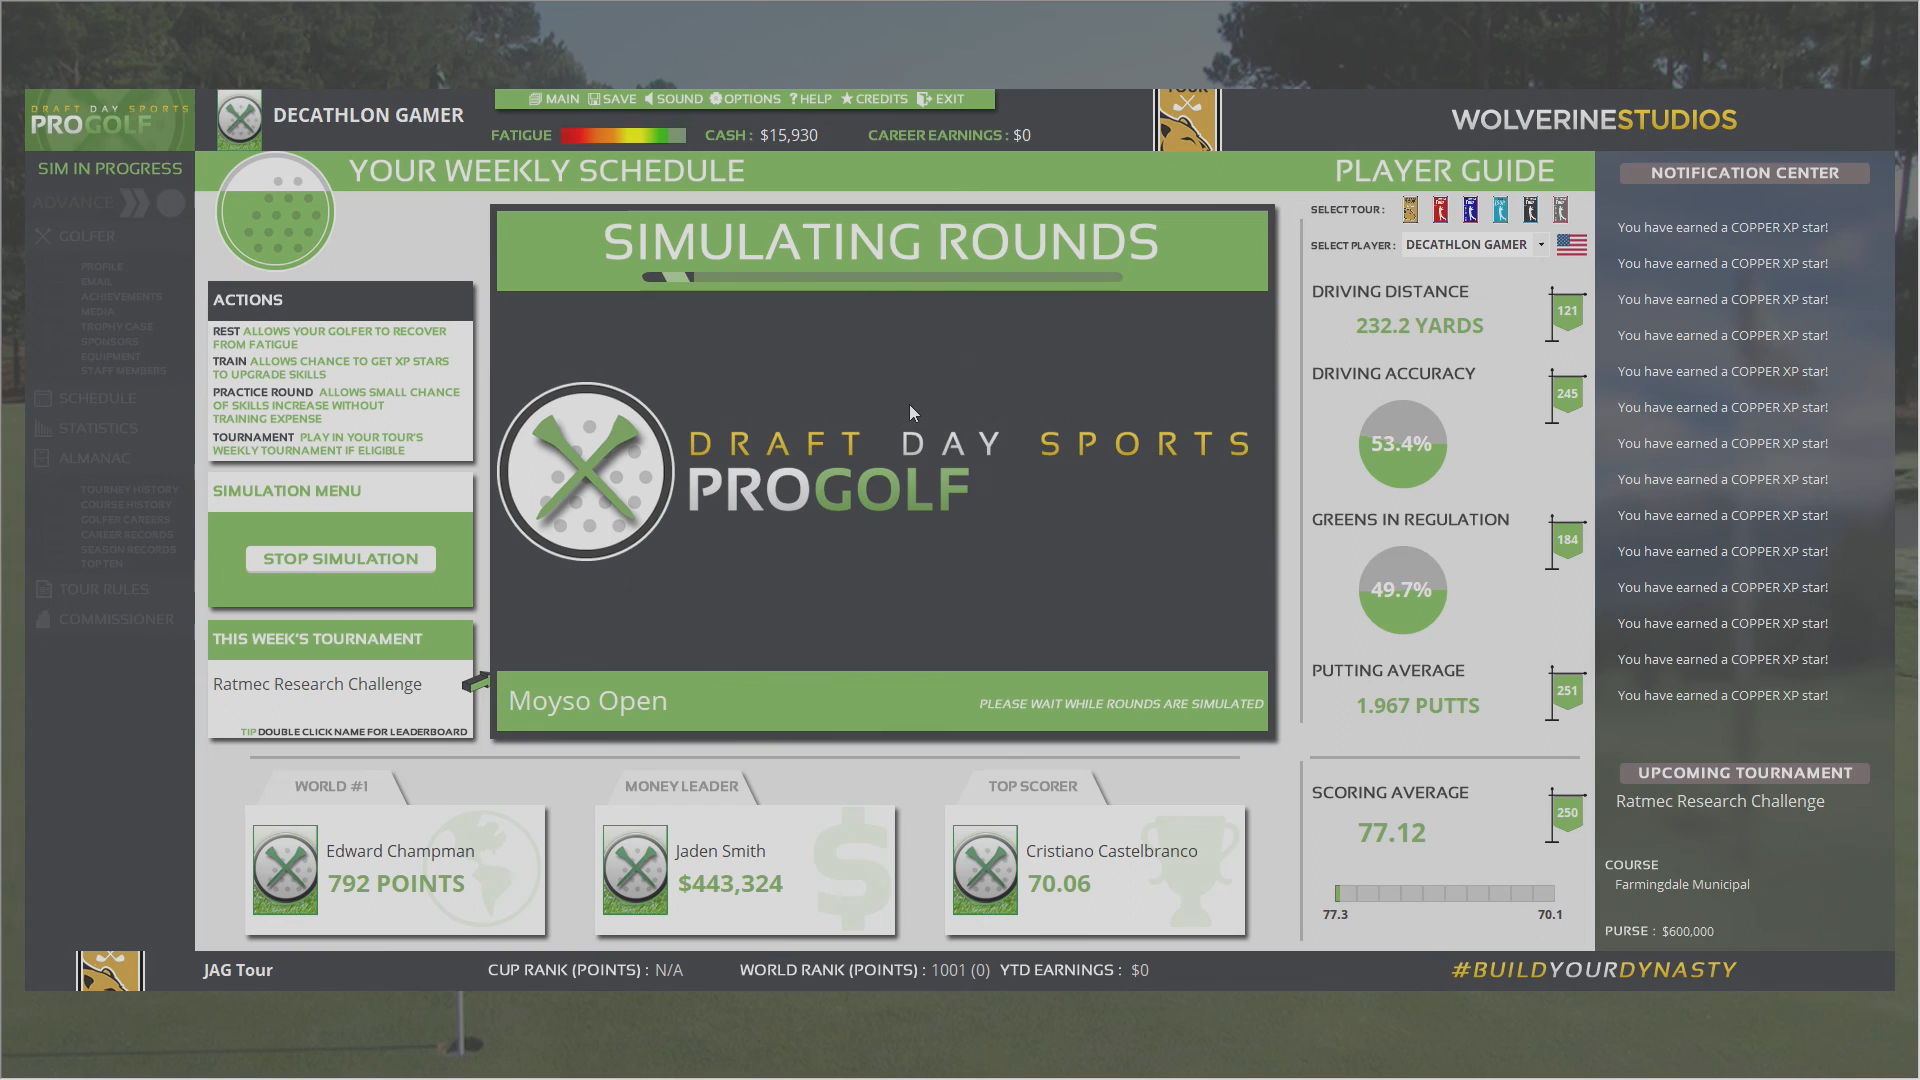 DRAFT DAY SPORTS
PROGOLF
DECATHLON GAMER
MAIN SAVE SOUND OPTIONS HELP CREDITS EXIT
FATIGUE CASH : $15,930 CAREER EARNINGS : $0
TOUR
WOLVERINESTUDIOS
SIM IN PROGRESS
ADVANCE
GOLFER
PROFILE
EMAIL
ACHIEVEMENTS
MEDIA
TROPHY CASE
SPONSORS
EQUIPMENT
STAFF MEMBERS
SCHEDULE
STATISTICS
ALMANAC
TOURNEY HISTORY
COURSE HISTORY
GOLFER CAREERS
CAREER RECORDS
SEASON RECORDS
TOP TEN
TOUR RULES
COMMISSIONER
YOUR WEEKLY SCHEDULE
ACTIONS
REST ALLOWS YOUR GOLFER TO RECOVER
FROM FATIGUE
TRAIN ALLOWS CHANCE TO GET XP STARS
TO UPGRADE SKILLS
PRACTICE ROUND ALLOWS SMALL CHANCE
OF SKILLS INCREASE WITHOUT
TRAINING EXPENSE
TOURNAMENT PLAY IN YOUR TOUR'S
WEEKLY TOURNAMENT IF ELIGIBLE
SIMULATION MENU
STOP SIMULATION
THIS WEEK'S TOURNAMENT
Ratmec Research Challenge
TIP DOUBLE CLICK NAME FOR LEADERBOARD
SIMULATING ROUNDS
DRAFT DAY SPORTS
PROGOLF
Moyso Open
PLEASE WAIT WHILE ROUNDS ARE SIMULATED
WORLD #1
Edward Champman
792 POINTS
MONEY LEADER
Jaden Smith
$443,324
TOP SCORER
Cristiano Castelbranco
70.06
PLAYER GUIDE
SELECT TOUR :
SELECT PLAYER : DECATHLON GAMER
DRIVING DISTANCE
232.2 YARDS
121
DRIVING ACCURACY
53.4%
245
GREENS IN REGULATION
49.7%
184
PUTTING AVERAGE
1.967 PUTTS
251
SCORING AVERAGE
77.12
250
77.3 70.1
NOTIFICATION CENTER
You have earned a COPPER XP star!
You have earned a COPPER XP star!
You have earned a COPPER XP star!
You have earned a COPPER XP star!
You have earned a COPPER XP star!
You have earned a COPPER XP star!
You have earned a COPPER XP star!
You have earned a COPPER XP star!
You have earned a COPPER XP star!
You have earned a COPPER XP star!
You have earned a COPPER XP star!
You have earned a COPPER XP star!
You have earned a COPPER XP star!
You have earned a COPPER XP star!
UPCOMING TOURNAMENT
Ratmec Research Challenge
COURSE
Farmingdale Municipal
PURSE : $600,000
JAG Tour
CUP RANK (POINTS) : N/A
WORLD RANK (POINTS) : 1001 (0)
YTD EARNINGS : $0
#BUILDYOURDYNASTY